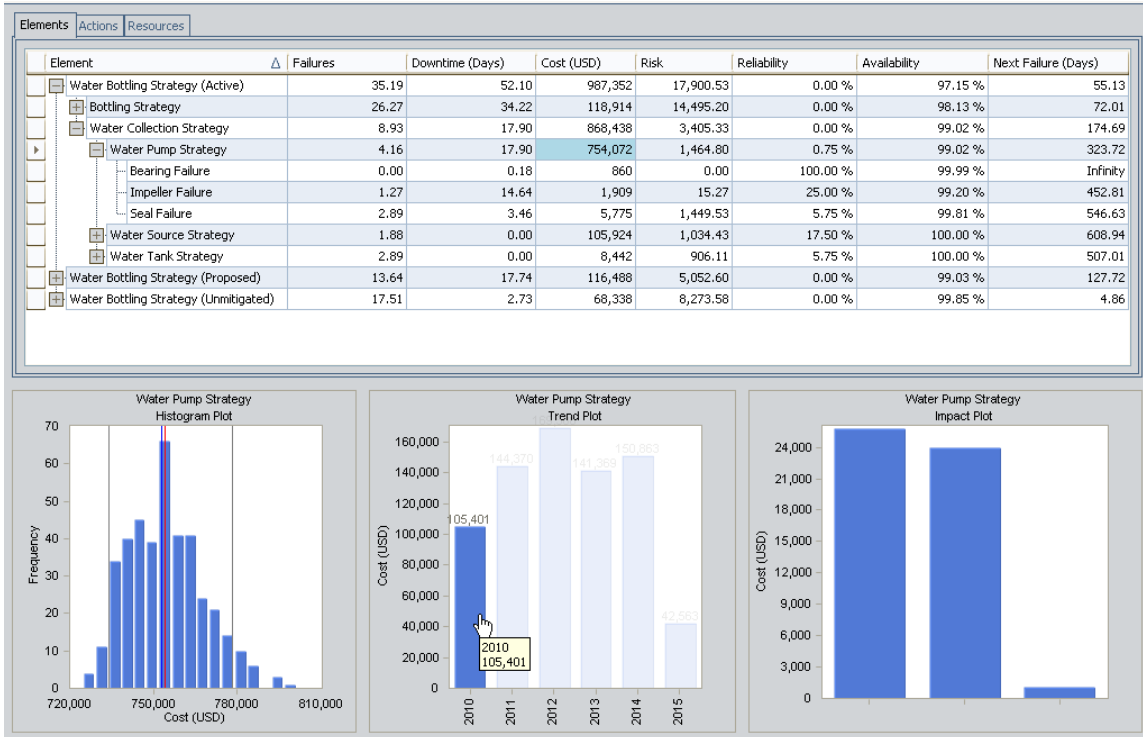 Elements Actions Resources
Element Failures Downtime (Days) Cost (USD) Risk Reliability Availability Next Failure (Days)
Water Bottling Strategy (Active) 35.19 52.10 987,352 17,900.53 0.00 % 97.15 % 55.13
Bottling Strategy 26.27 34.22 118,914 14,495.20 0.00 % 98.13 % 72.01
Water Collection Strategy 8.93 17.90 868,438 3,405.33 0.00 % 99.02 % 174.69
Water Pump Strategy 4.16 17.90 754,072 1,464.80 0.75 % 99.02 % 323.72
Bearing Failure 0.00 0.18 860 0.00 100.00 % 99.99 % Infinity
Impeller Failure 1.27 14.64 1,909 15.27 25.00 % 99.20 % 452.81
Seal Failure 2.89 3.46 5,775 1,449.53 5.75 % 99.81 % 546.63
Water Source Strategy 1.88 0.00 105,924 1,034.43 17.50 % 100.00 % 608.94
Water Tank Strategy 2.89 0.00 8,442 906.11 5.75 % 100.00 % 507.01
Water Bottling Strategy (Proposed) 13.64 17.74 116,488 5,052.60 0.00 % 99.03 % 127.72
Water Bottling Strategy (Unmitigated) 17.51 2.73 68,338 8,273.58 0.00 % 99.85 % 4.86
Water Pump Strategy
Histogram Plot
70
60
50
40
30
20
10
0
Frequency
720,000 750,000 780,000 810,000
Cost (USD)
Water Pump Strategy
Trend Plot
160,000
140,000
120,000
100,000
80,000
60,000
40,000
20,000
0
Cost (USD)
105,401
144,370
141,369
150,863
42,563
2010
105,401
2010 2011 2012 2013 2014 2015
Water Pump Strategy
Impact Plot
24,000
21,000
18,000
15,000
12,000
9,000
6,000
3,000
0
Cost (USD)